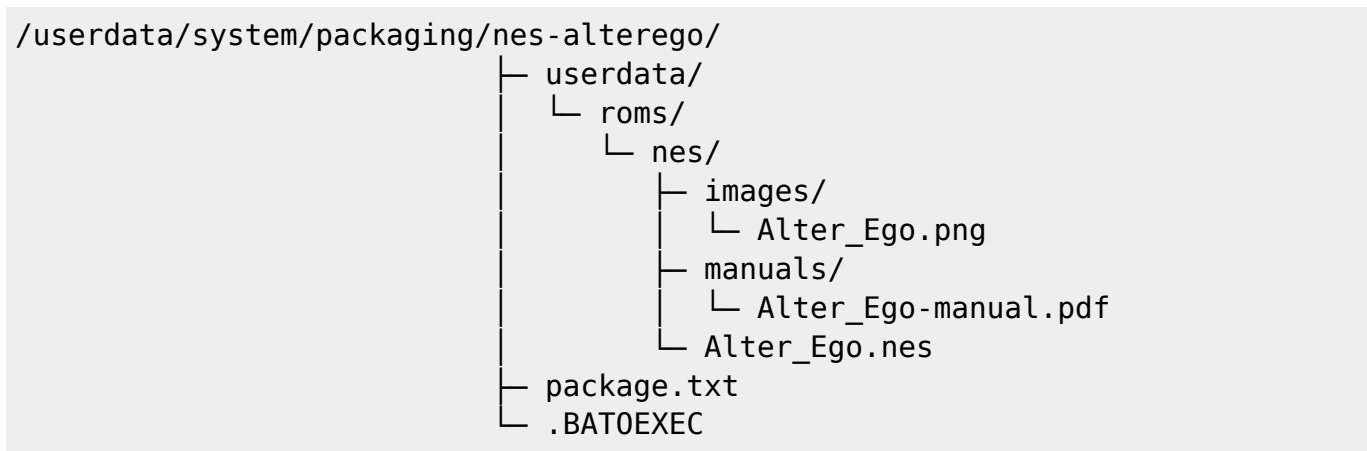 /userdata/system/packaging/nes-alterego/
├─ userdata/
│ └─ roms/
│ └─ nes/
│ ├─ images/
│ │ └─ Alter_Ego.png
│ ├─ manuals/
│ │ └─ Alter_Ego-manual.pdf
│ └─ Alter_Ego.nes
├─ package.txt
└─ .BATOEXEC